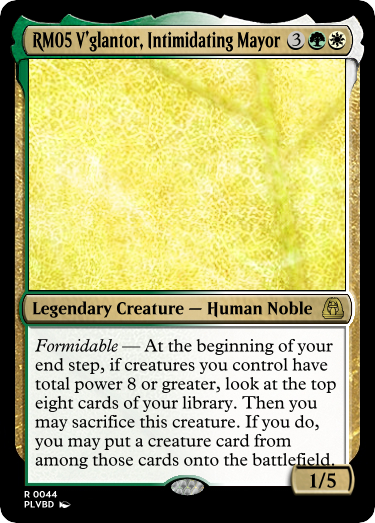 RM05 V'glantor, Intimidating Mayor 3
Legendary Creature — Human Noble
Formidable — At the beginning of your
end step, if creatures you control have
total power 8 or greater, look at the top
eight cards of your library. Then you
may sacrifice this creature. If you do,
you may put a creature card from
among those cards onto the battlefield.
1/5
R 0044
PLVBD